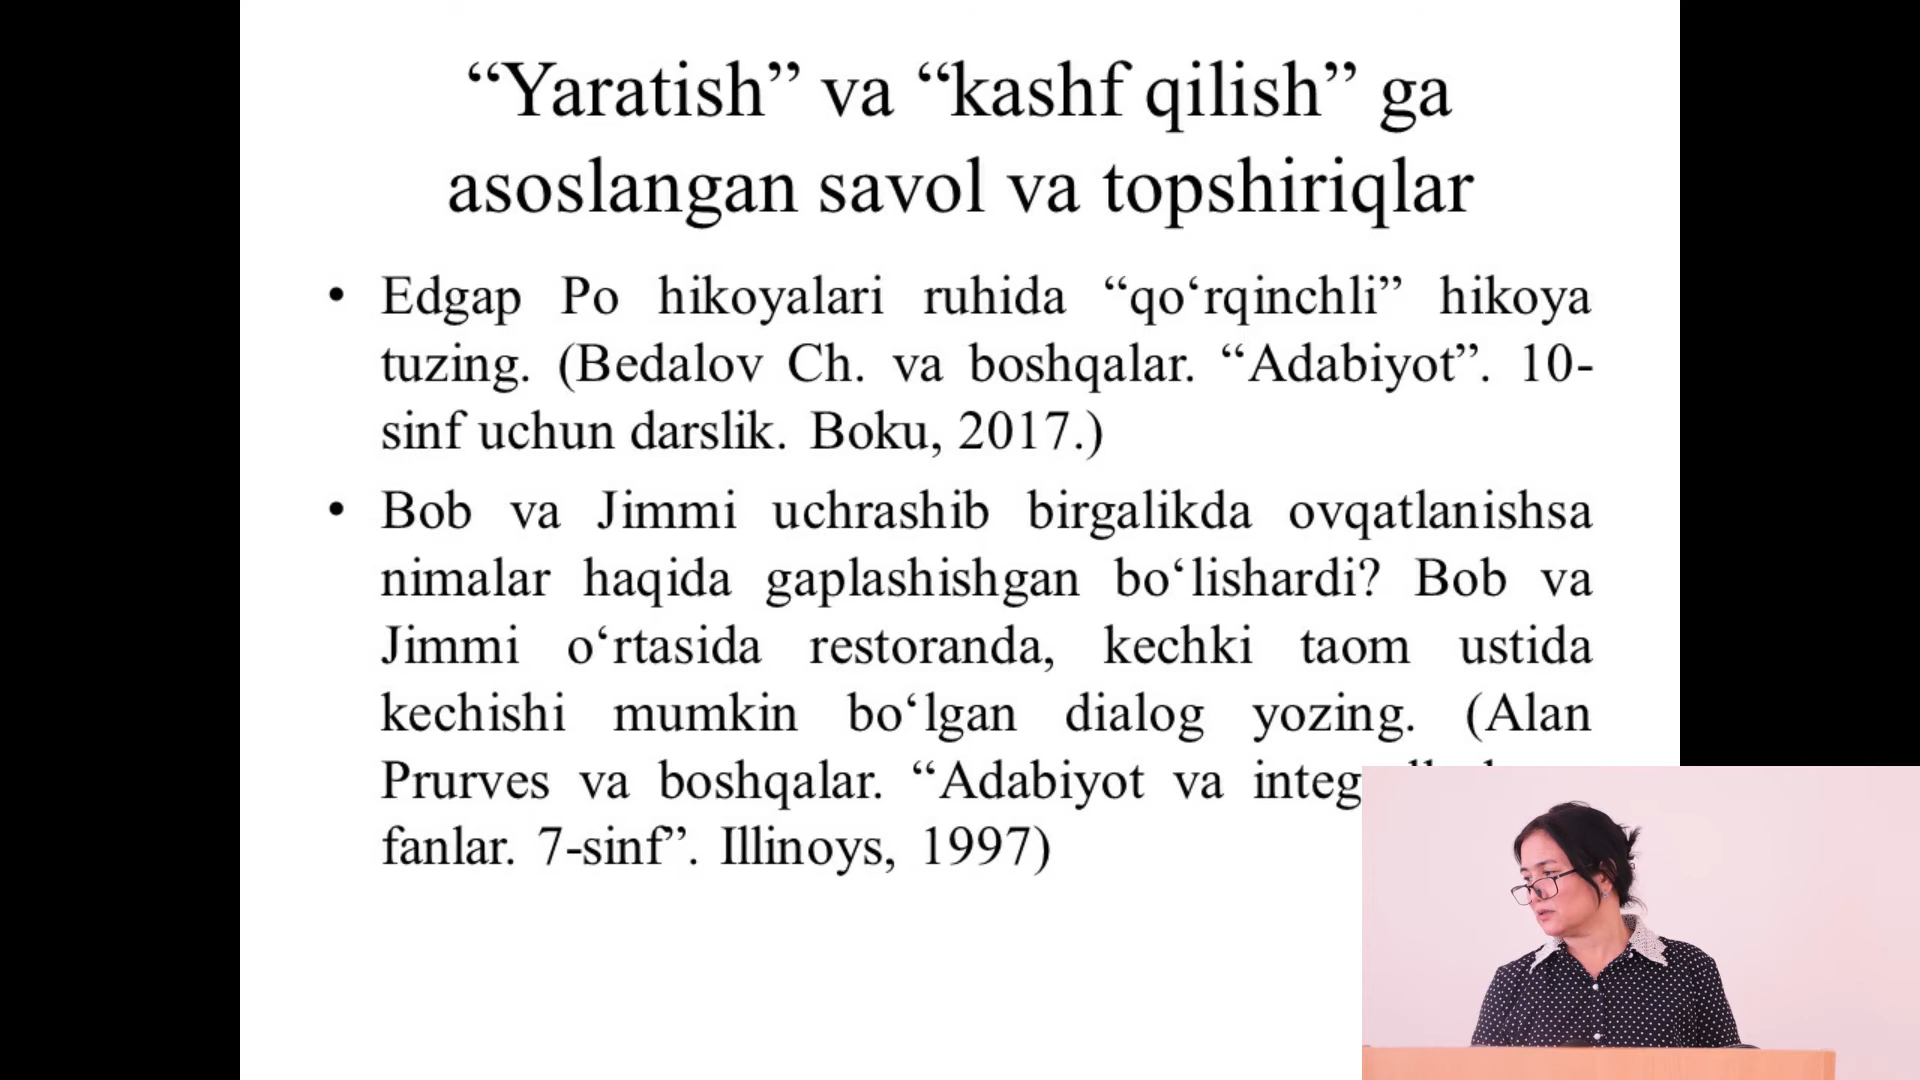 “Yaratish” va “kashf qilish” ga
asoslangan savol va topshiriqlar
• Edgap Po hikoyalari ruhida “qo‘rqinchli” hikoya
tuzing. (Bedalov Ch. va boshqalar. “Adabiyot”. 10-
sinf uchun darslik. Boku, 2017.)
• Bob va Jimmi uchrashib birgalikda ovqatlanishsa
nimalar haqida gaplashishgan bo‘lishardi? Bob va
Jimmi o‘rtasida restoranda, kechki taom ustida
kechishi mumkin bo‘lgan dialog yozing. (Alan
Prurves va boshqalar. “Adabiyot va
fanlar. 7-sinf”. Illinoys, 1997)